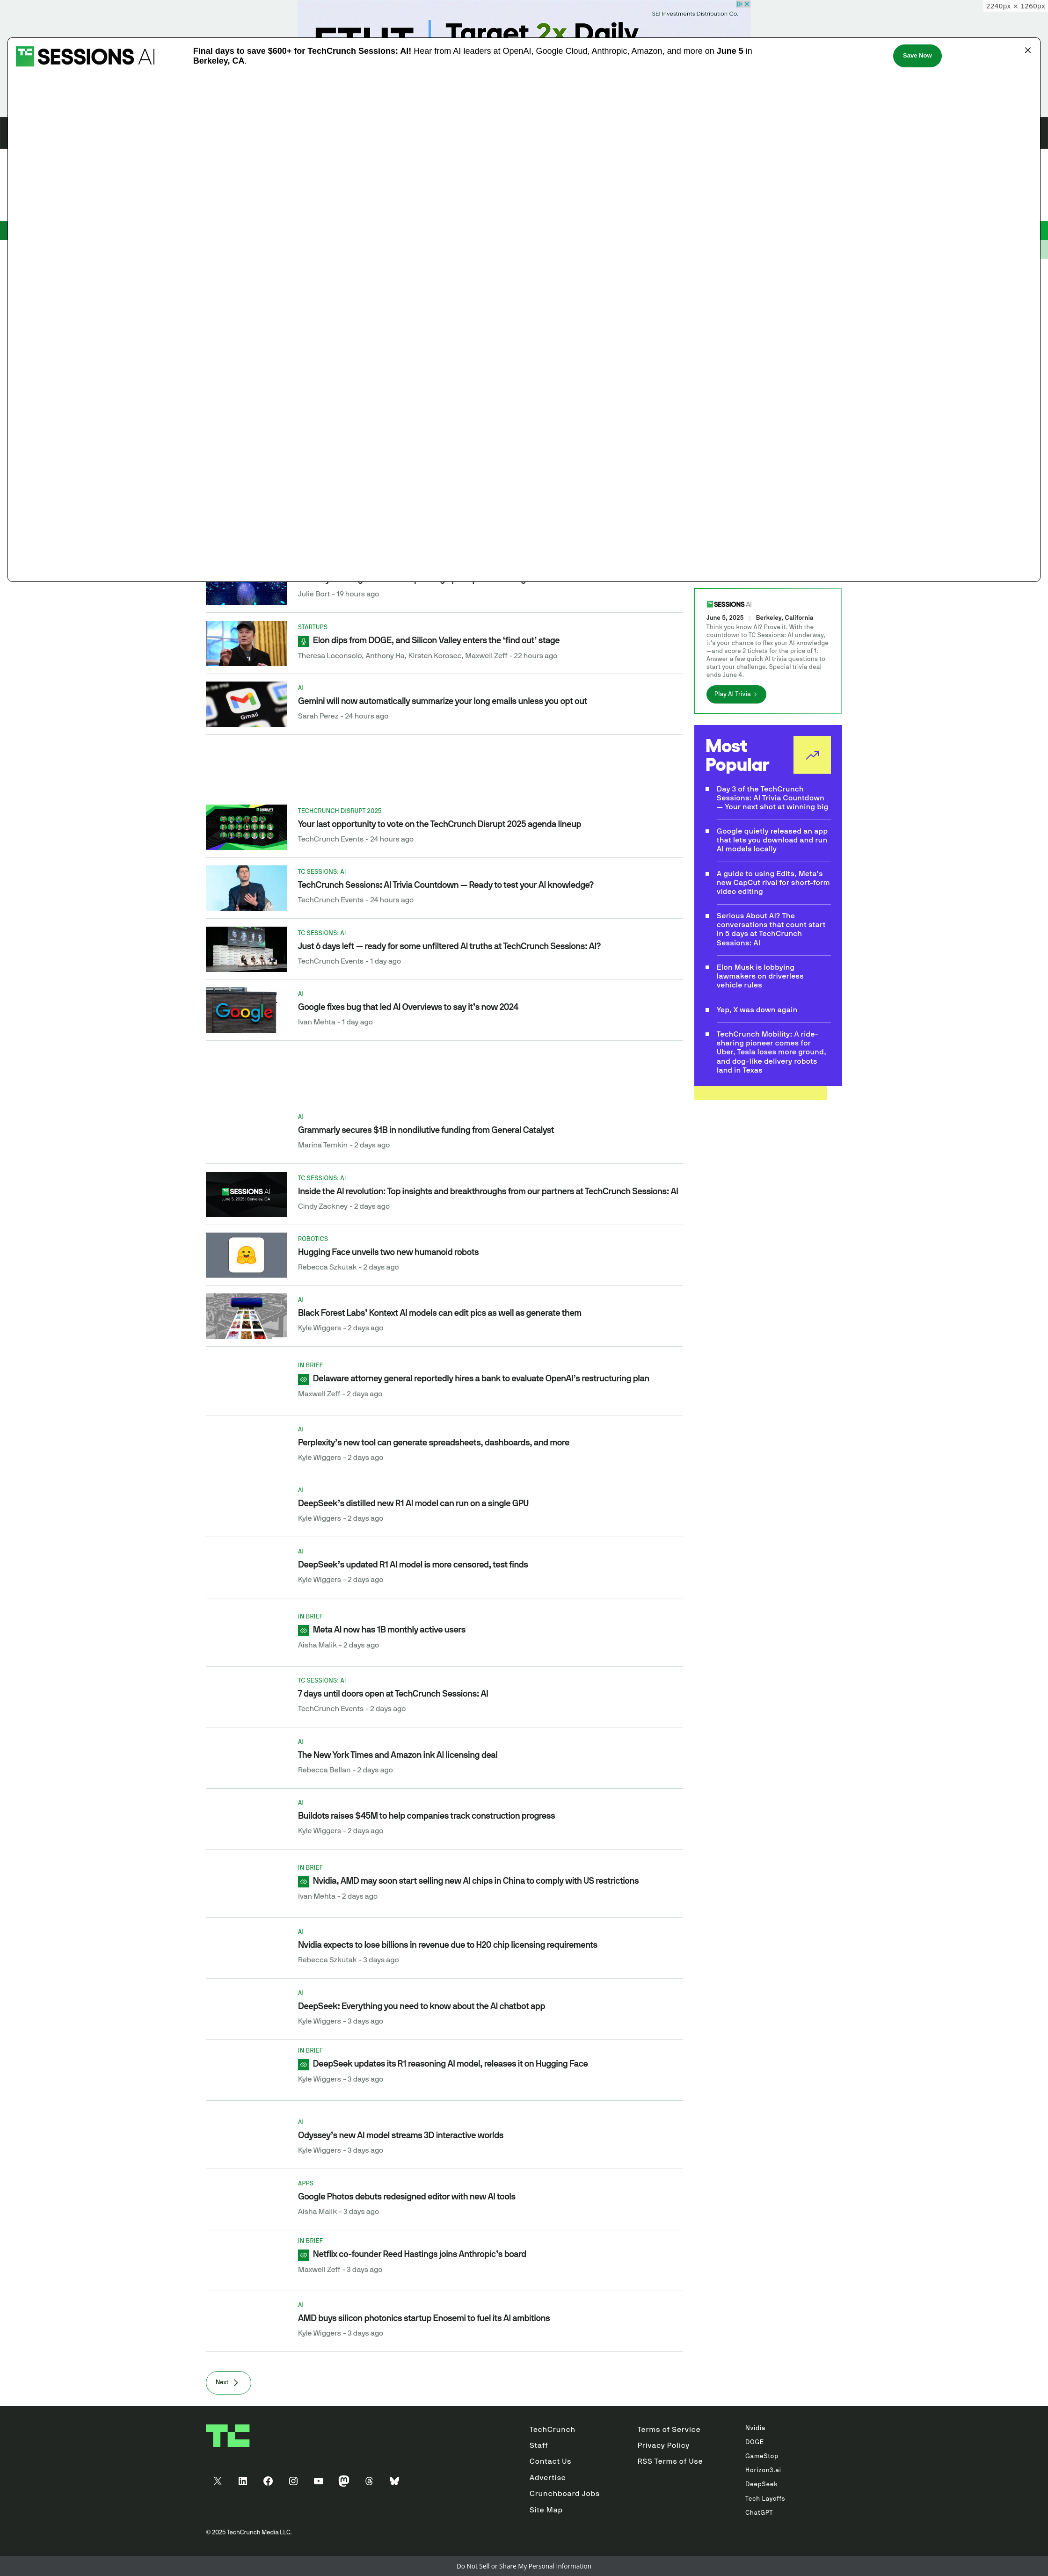 2240px × 1260px
SEI Investments Distribution Co.
Target 2x Daily
TC SESSIONS AI
Final days to save $600+ for TechCrunch Sessions: AI! Hear from AI leaders at OpenAI, Google Cloud, Anthropic, Amazon, and more on June 5 in
Berkeley, CA.
Save Now
Julie Bort – 19 hours ago
STARTUPS
Elon dips from DOGE, and Silicon Valley enters the ‘find out’ stage
Theresa Loconsolo, Anthony Ha, Kirsten Korosec, Maxwell Zeff – 22 hours ago
Gmail
AI
Gemini will now automatically summarize your long emails unless you opt out
Sarah Perez – 24 hours ago
TECHCRUNCH DISRUPT 2025
Your last opportunity to vote on the TechCrunch Disrupt 2025 agenda lineup
TechCrunch Events – 24 hours ago
TC SESSIONS: AI
TechCrunch Sessions: AI Trivia Countdown — Ready to test your AI knowledge?
TechCrunch Events – 24 hours ago
TC SESSIONS: AI
Just 6 days left — ready for some unfiltered AI truths at TechCrunch Sessions: AI?
TechCrunch Events – 1 day ago
Google
AI
Google fixes bug that led AI Overviews to say it’s now 2024
Ivan Mehta – 1 day ago
AI
Grammarly secures $1B in nondilutive funding from General Catalyst
Marina Temkin – 2 days ago
SESSIONS AI
June 5, 2025 | Berkeley, CA
TC SESSIONS: AI
Inside the AI revolution: Top insights and breakthroughs from our partners at TechCrunch Sessions: AI
Cindy Zackney – 2 days ago
ROBOTICS
Hugging Face unveils two new humanoid robots
Rebecca Szkutak – 2 days ago
AI
Black Forest Labs’ Kontext AI models can edit pics as well as generate them
Kyle Wiggers – 2 days ago
IN BRIEF
Delaware attorney general reportedly hires a bank to evaluate OpenAI’s restructuring plan
Maxwell Zeff – 2 days ago
AI
Perplexity’s new tool can generate spreadsheets, dashboards, and more
Kyle Wiggers – 2 days ago
AI
DeepSeek’s distilled new R1 AI model can run on a single GPU
Kyle Wiggers – 2 days ago
AI
DeepSeek’s updated R1 AI model is more censored, test finds
Kyle Wiggers – 2 days ago
IN BRIEF
Meta AI now has 1B monthly active users
Aisha Malik – 2 days ago
TC SESSIONS: AI
7 days until doors open at TechCrunch Sessions: AI
TechCrunch Events – 2 days ago
AI
The New York Times and Amazon ink AI licensing deal
Rebecca Bellan – 2 days ago
AI
Buildots raises $45M to help companies track construction progress
Kyle Wiggers – 2 days ago
IN BRIEF
Nvidia, AMD may soon start selling new AI chips in China to comply with US restrictions
Ivan Mehta – 2 days ago
AI
Nvidia expects to lose billions in revenue due to H20 chip licensing requirements
Rebecca Szkutak – 3 days ago
AI
DeepSeek: Everything you need to know about the AI chatbot app
Kyle Wiggers – 3 days ago
IN BRIEF
DeepSeek updates its R1 reasoning AI model, releases it on Hugging Face
Kyle Wiggers – 3 days ago
AI
Odyssey’s new AI model streams 3D interactive worlds
Kyle Wiggers – 3 days ago
APPS
Google Photos debuts redesigned editor with new AI tools
Aisha Malik – 3 days ago
IN BRIEF
Netflix co-founder Reed Hastings joins Anthropic’s board
Maxwell Zeff – 3 days ago
AI
AMD buys silicon photonics startup Enosemi to fuel its AI ambitions
Kyle Wiggers – 3 days ago
Next
SESSIONS AI
June 5, 2025 | Berkeley, California
Think you know AI? Prove it. With the
countdown to TC Sessions: AI underway,
it’s your chance to flex your AI knowledge
—and score 2 tickets for the price of 1.
Answer a few quick AI trivia questions to
start your challenge. Special trivia deal
ends June 4.
Play AI Trivia
Most
Popular
Day 3 of the TechCrunch
Sessions: AI Trivia Countdown
— Your next shot at winning big
Google quietly released an app
that lets you download and run
AI models locally
A guide to using Edits, Meta’s
new CapCut rival for short-form
video editing
Serious About AI? The
conversations that count start
in 5 days at TechCrunch
Sessions: AI
Elon Musk is lobbying
lawmakers on driverless
vehicle rules
Yep, X was down again
TechCrunch Mobility: A ride-
sharing pioneer comes for
Uber, Tesla loses more ground,
and dog-like delivery robots
land in Texas
TC
TechCrunch
Staff
Contact Us
Advertise
Crunchboard Jobs
Site Map
Terms of Service
Privacy Policy
RSS Terms of Use
Nvidia
DOGE
GameStop
Horizon3.ai
DeepSeek
Tech Layoffs
ChatGPT
© 2025 TechCrunch Media LLC.
Do Not Sell or Share My Personal Information